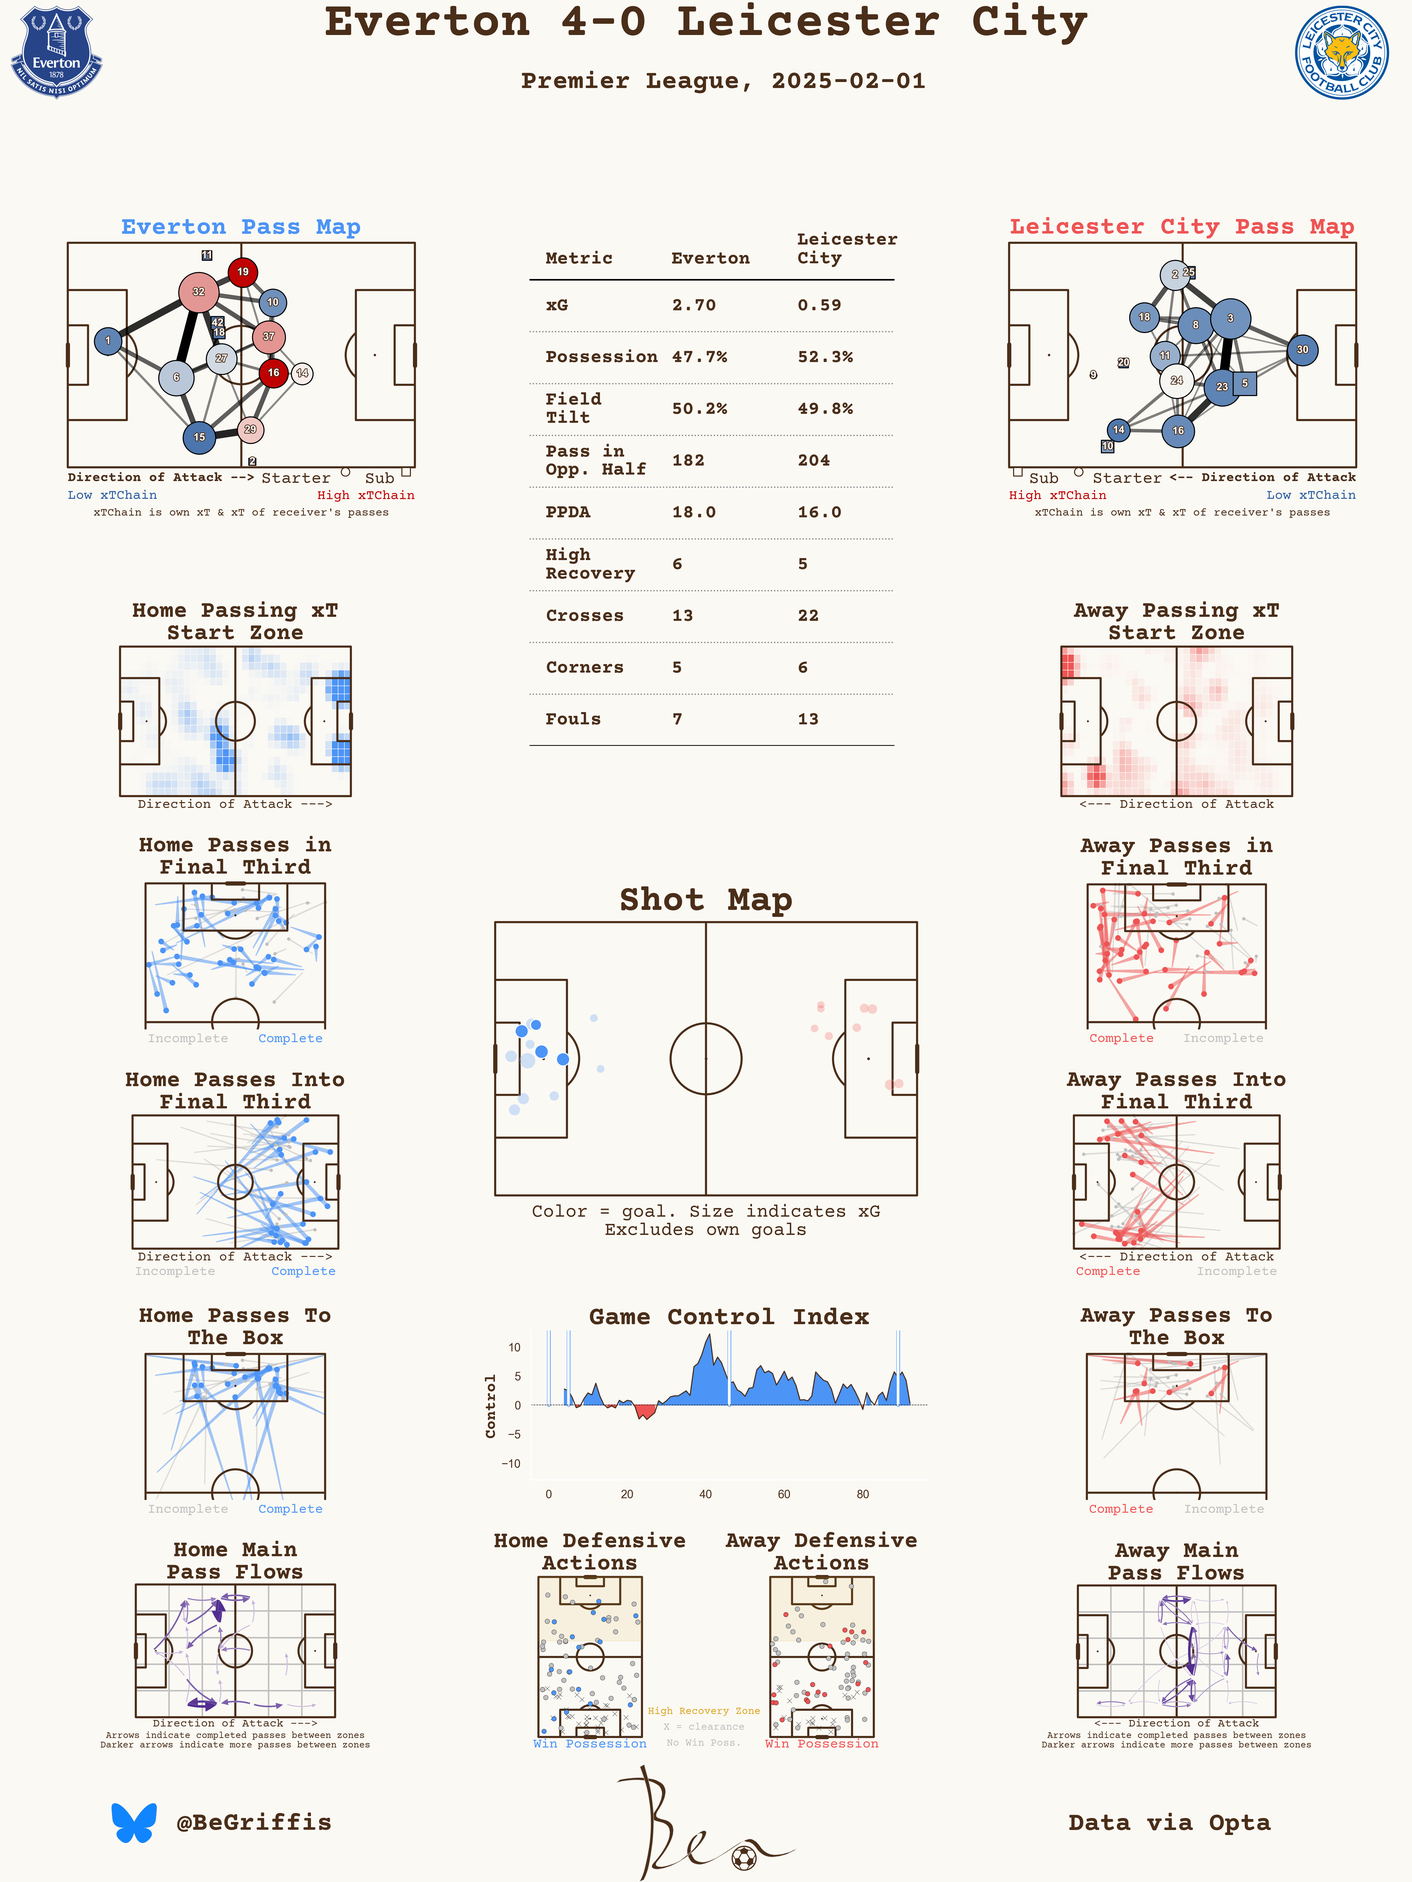 Everton 4-0 Leicester City
Premier League, 2025-02-01
Everton
1878
NIL SATIS NISI OPTIMUM
LEICESTER CITY
FOOTBALL CLUB
Everton Pass Map
11
19
32
10
42
18
37
1
27
16
14
6
29
15
2
Direction of Attack --> Starter Sub
Low xTChain High xTChain
xTChain is own xT & xT of receiver's passes
Metric Everton Leicester City
xG 2.70 0.59
Possession 47.7% 52.3%
Field Tilt 50.2% 49.8%
Pass in Opp. Half 182 204
PPDA 18.0 16.0
High Recovery 6 5
Crosses 13 22
Corners 5 6
Fouls 7 13
Leicester City Pass Map
2
25
18
8
3
30
11
20
9
24
23
5
14
16
10
Sub Starter <-- Direction of Attack
High xTChain Low xTChain
xTChain is own xT & xT of receiver's passes
Home Passing xT
Start Zone
Direction of Attack --->
Away Passing xT
Start Zone
<--- Direction of Attack
Home Passes in
Final Third
Incomplete Complete
Away Passes in
Final Third
Complete Incomplete
Shot Map
Color = goal. Size indicates xG
Excludes own goals
Home Passes Into
Final Third
Direction of Attack --->
Incomplete Complete
Away Passes Into
Final Third
<--- Direction of Attack
Complete Incomplete
Home Passes To
The Box
Incomplete Complete
Game Control Index
Control
10
5
0
−5
−10
0 20 40 60 80
Away Passes To
The Box
Complete Incomplete
Home Main
Pass Flows
Direction of Attack --->
Arrows indicate completed passes between zones
Darker arrows indicate more passes between zones
Home Defensive
Actions
Win Possession
High Recovery Zone
X = clearance
No Win Poss.
Away Defensive
Actions
Win Possession
Away Main
Pass Flows
<--- Direction of Attack
Arrows indicate completed passes between zones
Darker arrows indicate more passes between zones
@BeGriffis
Ben
Data via Opta